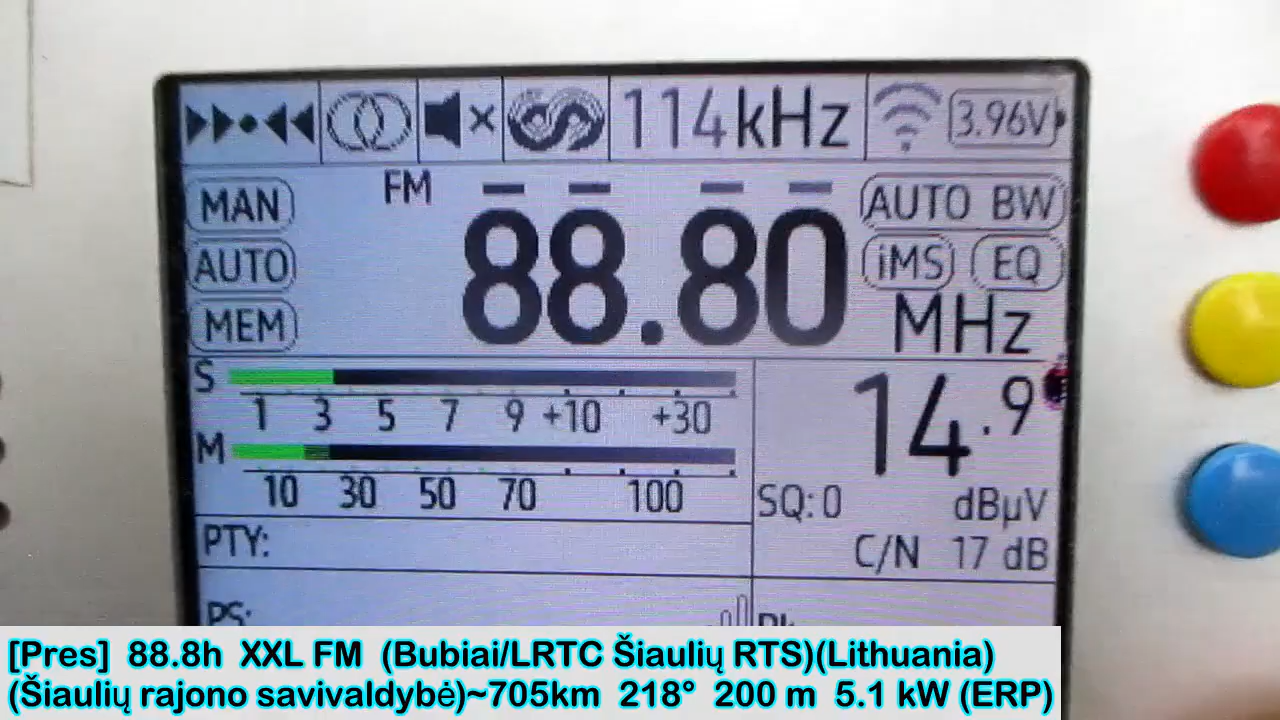 114kHz 3.96V
MAN FM 88.80 AUTO BW
AUTO iMS EQ
MEM MHz
S
1 3 5 7 9 +10 +30
14.9
M
10 30 50 70 100
SQ:0 dBµV
PTY:
C/N 17 dB
PS:
[Pres] 88.8h XXL FM (Bubiai/LRTC Šiaulių RTS)(Lithuania)
(Šiaulių rajono savivaldybė)~705km 218° 200 m 5.1 kW (ERP)